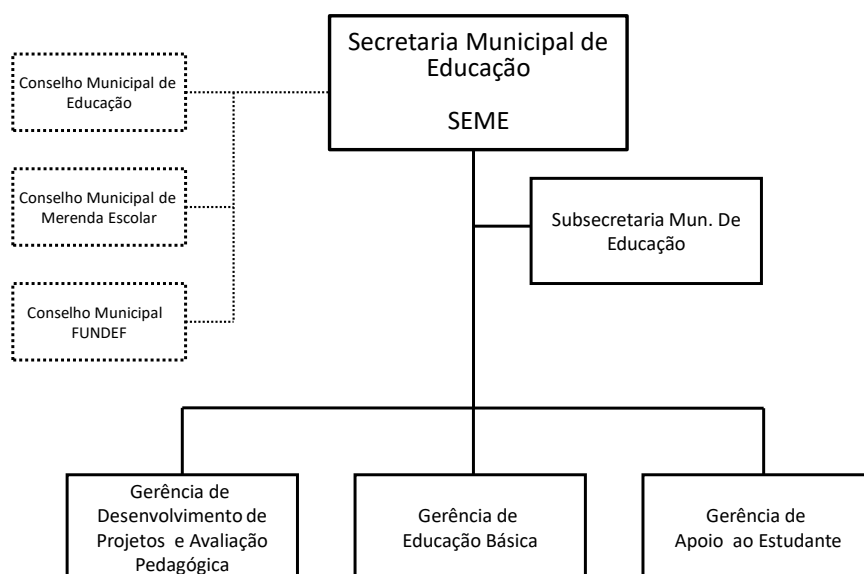 Secretaria Municipal de
Educação
SEME
Conselho Municipal de
Educação
Conselho Municipal de
Merenda Escolar
Conselho Municipal
FUNDEF
Subsecretaria Mun. De
Educação
Gerência de
Desenvolvimento de
Projetos e Avaliação
Pedagógica
Gerência de
Educação Básica
Gerência de
Apoio ao Estudante